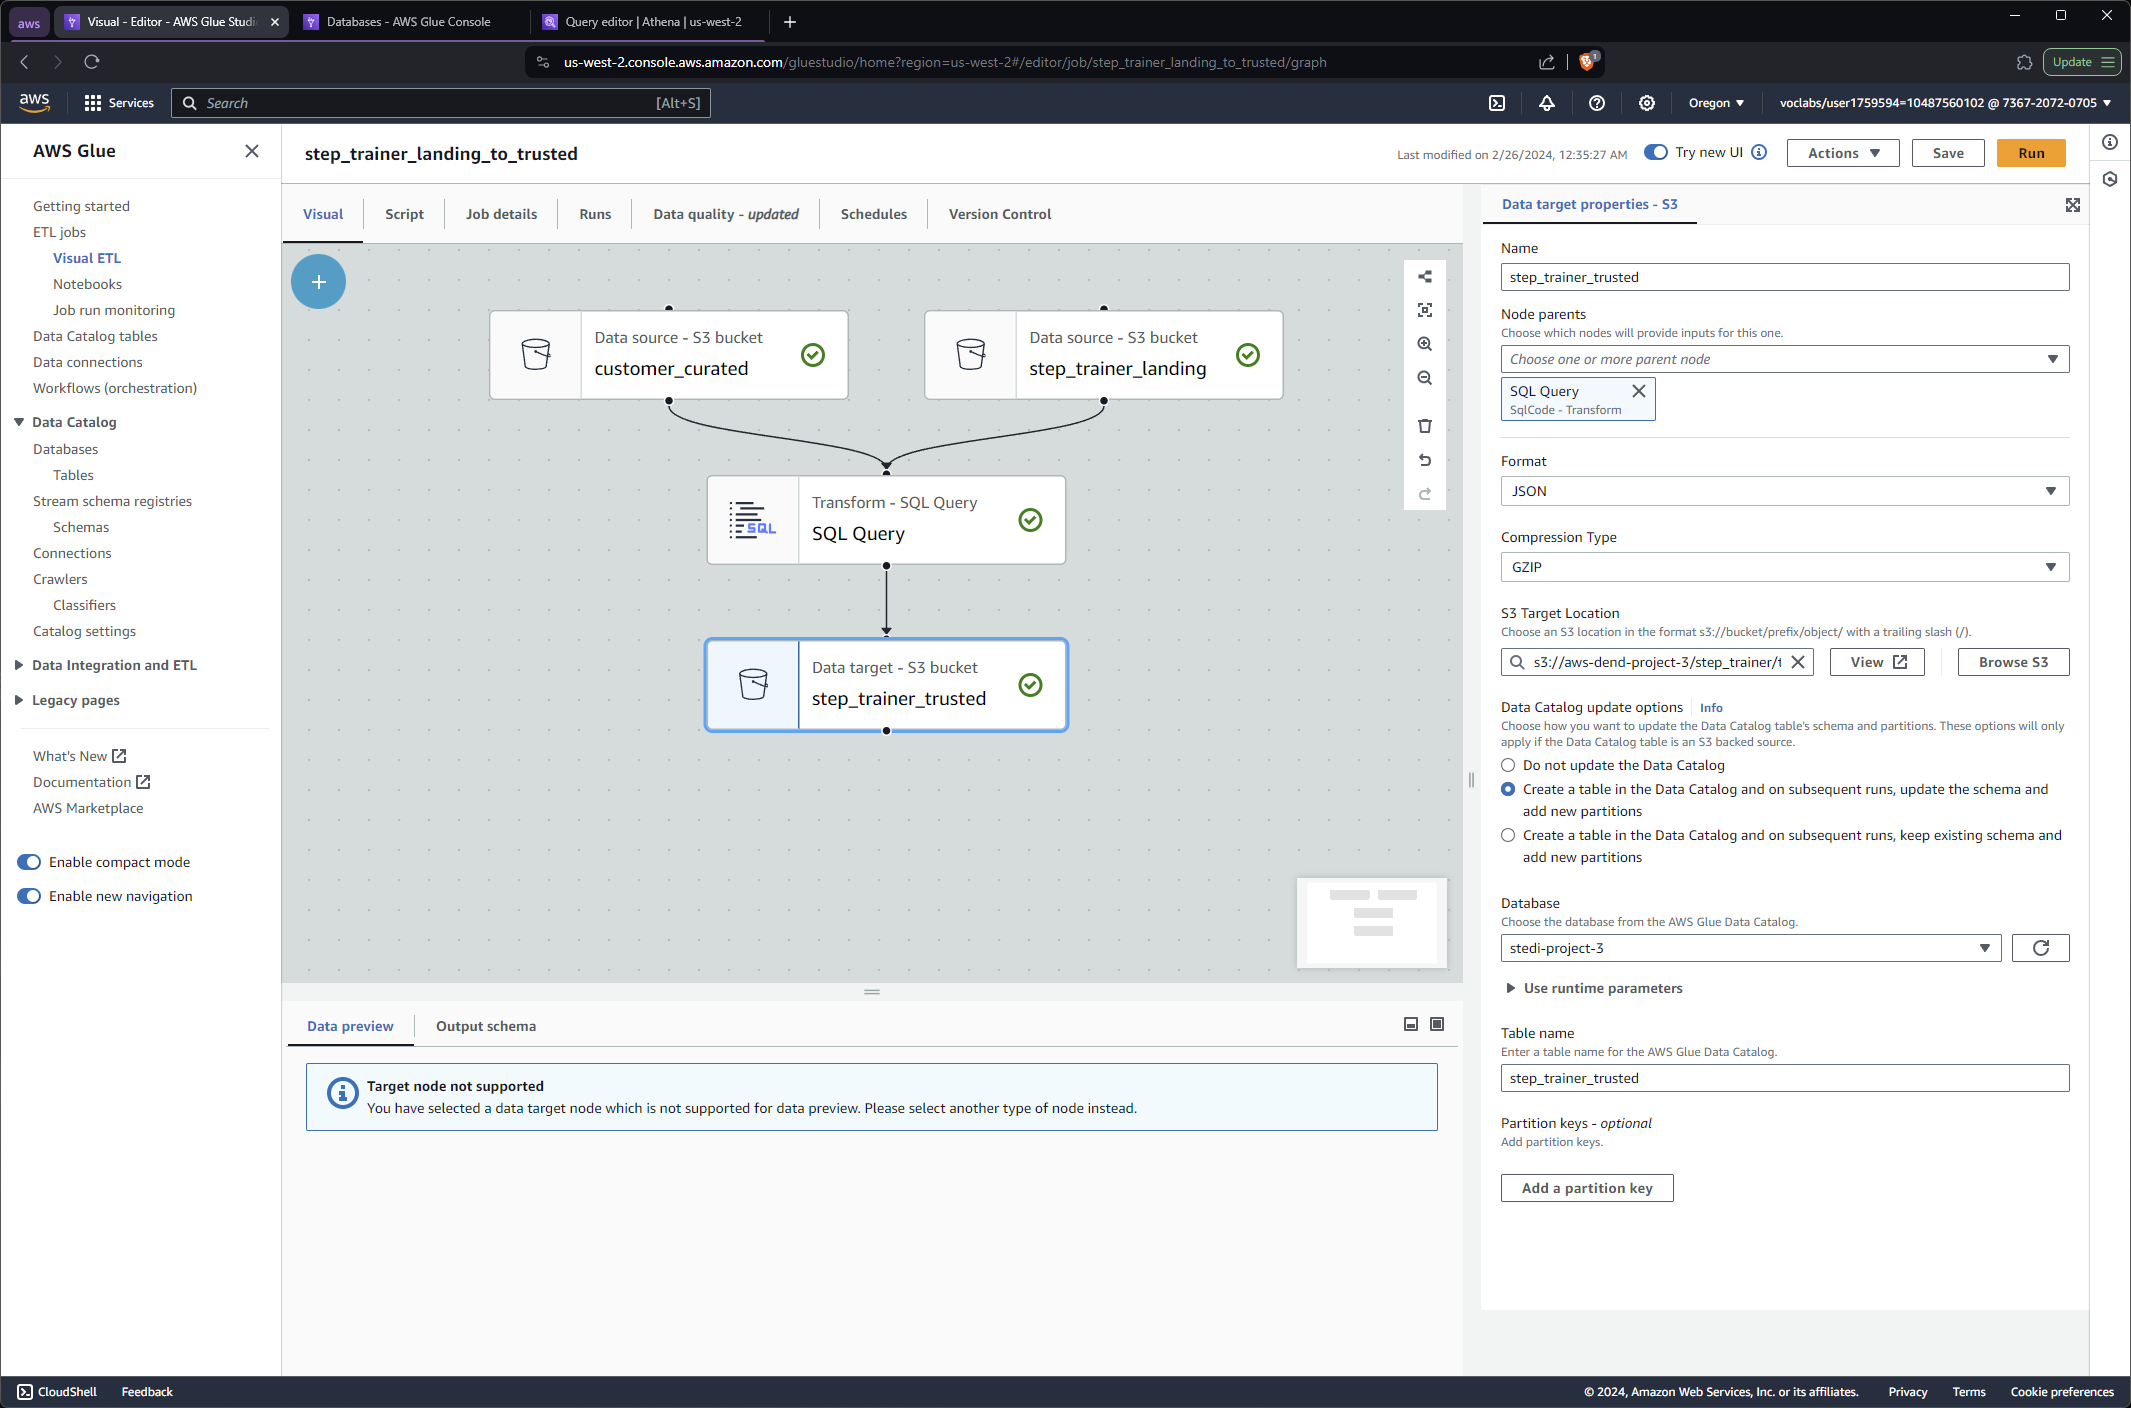 aws
Visual - Editor - AWS Glue Studi
Databases - AWS Glue Console
Query editor | Athena | us-west-2
us-west-2.console.aws.amazon.com/gluestudio/home?region=us-west-2#/editor/job/step_trainer_landing_to_trusted/graph
1
Update
aws
Services
Search
[Alt+S]
Oregon
voclabs/user1759594=10487560102 @ 7367-2072-0705
AWS Glue
Getting started
ETL jobs
Visual ETL
Notebooks
Job run monitoring
Data Catalog tables
Data connections
Workflows (orchestration)
Data Catalog
Databases
Tables
Stream schema registries
Schemas
Connections
Crawlers
Classifiers
Catalog settings
Data Integration and ETL
Legacy pages
What's New
Documentation
AWS Marketplace
Enable compact mode
Enable new navigation
step_trainer_landing_to_trusted
Last modified on 2/26/2024, 12:35:27 AM
Try new UI
Actions
Save
Run
Visual
Script
Job details
Runs
Data quality - updated
Schedules
Version Control
Data source - S3 bucket
customer_curated
Data source - S3 bucket
step_trainer_landing
SQL
Transform - SQL Query
SQL Query
Data target - S3 bucket
step_trainer_trusted
Data preview
Output schema
Target node not supported
You have selected a data target node which is not supported for data preview. Please select another type of node instead.
Data target properties - S3
Name
step_trainer_trusted
Node parents
Choose which nodes will provide inputs for this one.
Choose one or more parent node
SQL Query
SqlCode - Transform
Format
JSON
Compression Type
GZIP
S3 Target Location
Choose an S3 location in the format s3://bucket/prefix/object/ with a trailing slash (/).
s3://aws-dend-project-3/step_trainer/t
View
Browse S3
Data Catalog update options
Info
Choose how you want to update the Data Catalog table's schema and partitions. These options will only
apply if the Data Catalog table is an S3 backed source.
Do not update the Data Catalog
Create a table in the Data Catalog and on subsequent runs, update the schema and
add new partitions
Create a table in the Data Catalog and on subsequent runs, keep existing schema and
add new partitions
Database
Choose the database from the AWS Glue Data Catalog.
stedi-project-3
Use runtime parameters
Table name
Enter a table name for the AWS Glue Data Catalog.
step_trainer_trusted
Partition keys - optional
Add partition keys.
Add a partition key
CloudShell
Feedback
© 2024, Amazon Web Services, Inc. or its affiliates.
Privacy
Terms
Cookie preferences